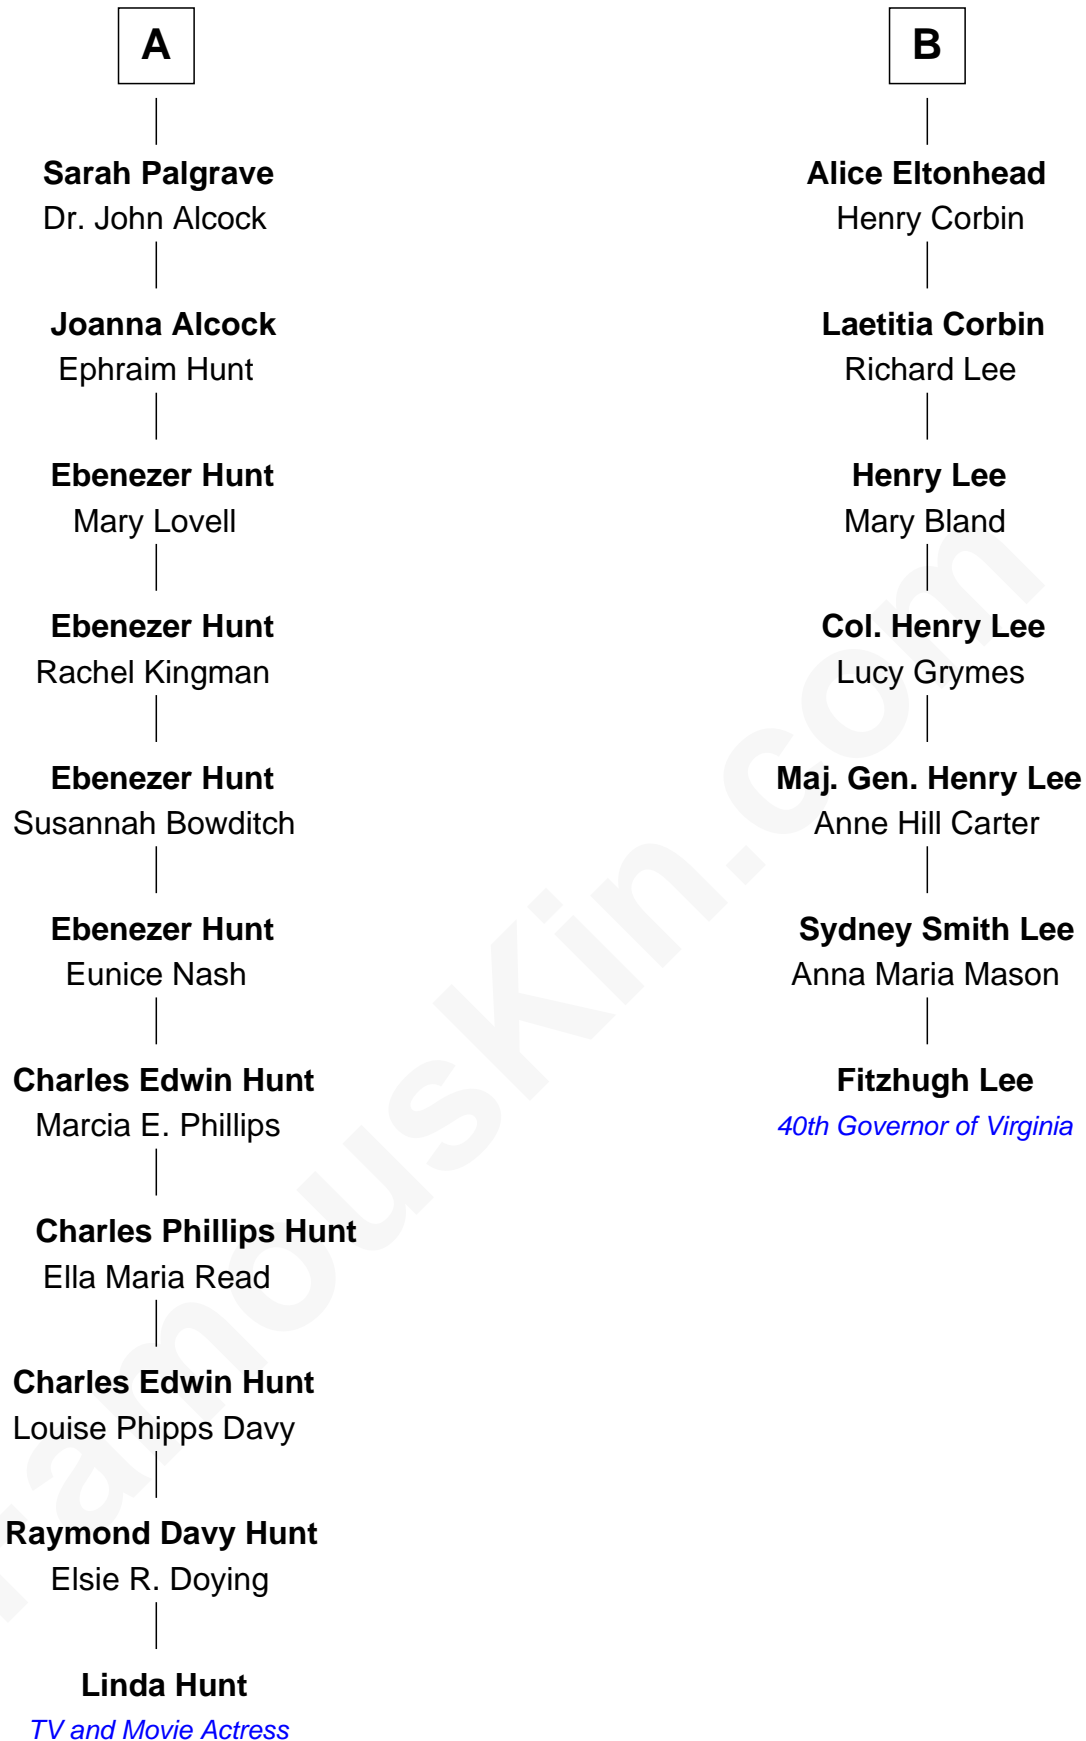 A
Sarah Palgrave
Dr. John Alcock
Joanna Alcock
Ephraim Hunt
Ebenezer Hunt
Mary Lovell
Ebenezer Hunt
Rachel Kingman
Ebenezer Hunt
Susannah Bowditch
Ebenezer Hunt
Eunice Nash
Charles Edwin Hunt
Marcia E. Phillips
Charles Phillips Hunt
Ella Maria Read
Charles Edwin Hunt
Louise Phipps Davy
Raymond Davy Hunt
Elsie R. Doying
Linda Hunt
TV and Movie Actress
B
Alice Eltonhead
Henry Corbin
Laetitia Corbin
Richard Lee
Henry Lee
Mary Bland
Col. Henry Lee
Lucy Grymes
Maj. Gen. Henry Lee
Anne Hill Carter
Sydney Smith Lee
Anna Maria Mason
Fitzhugh Lee
40th Governor of Virginia
FamousKin.com